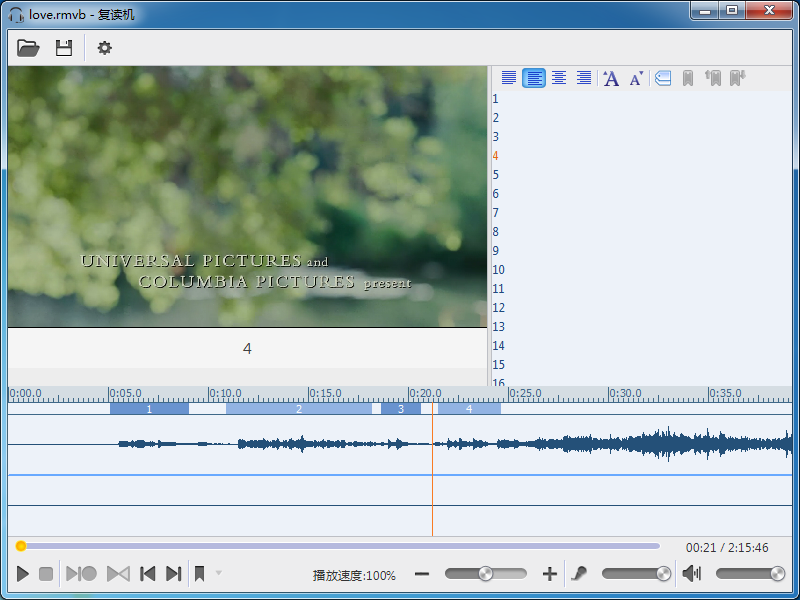 love.rmvb - 复读机
UNIVERSAL PICTURES and
COLUMBIA PICTURES present
4
1
2
3
4
5
6
7
8
9
10
11
12
13
14
15
16
0:00.0 0:05.0 0:10.0 0:15.0 0:20.0 0:25.0 0:30.0 0:35.0
1 2 3 4
00:21 / 2:15:46
播放速度:100%